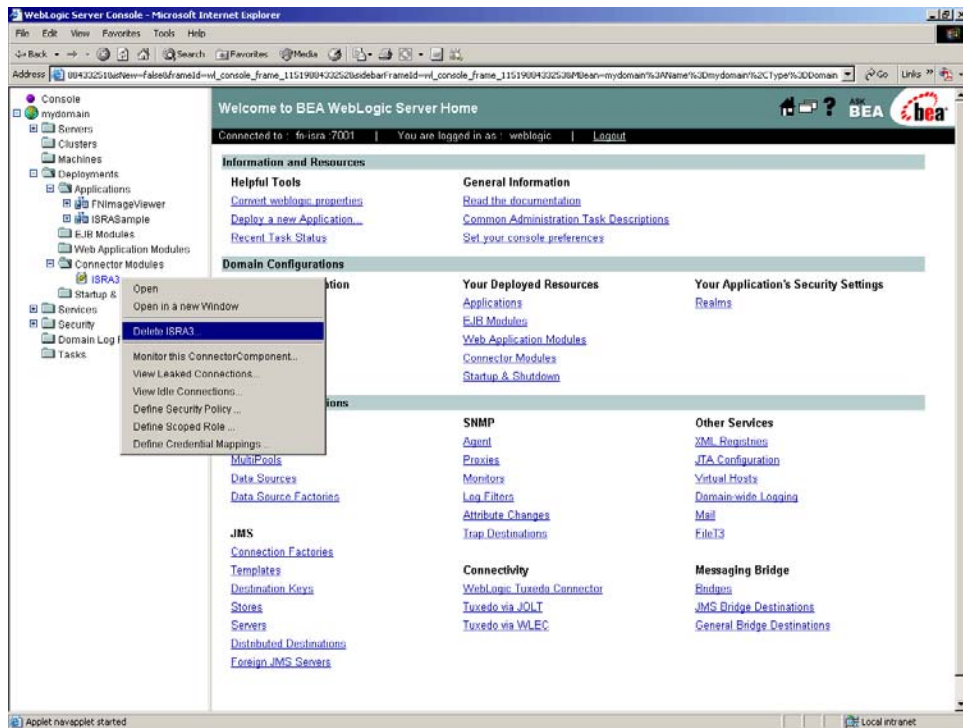 WebLogic Server Console - Microsoft Internet Explorer
File Edit View Favorites Tools Help
Back Search Favorites Media
Address
Go Links
Console
mydomain
Servers
Clusters
Machines
Deployments
Applications
FNImageViewer
ISRASample
EJB Modules
Web Application Modules
Connector Modules
ISRA3
Startup &
Services
Security
Domain Log
Tasks
Open
Open in a new Window
Delete ISRA3...
Monitor this ConnectorComponent...
View Leaked Connections...
View Idle Connections...
Define Security Policy ...
Define Scoped Role ...
Define Credential Mappings ...
Welcome to BEA WebLogic Server Home
ASK BEA
bea
Connected to : fn-isra :7001 | You are logged in as : weblogic | Logout
Information and Resources
Helpful Tools
Convert weblogic.properties
Deploy a new Application...
Recent Task Status
General Information
Read the documentation
Common Administration Task Descriptions
Set your console preferences
Domain Configurations
Your Deployed Resources
Applications
EJB Modules
Web Application Modules
Connector Modules
Startup & Shutdown
Your Application's Security Settings
Realms
MultiPools
Data Sources
Data Source Factories
SNMP
Agent
Proxies
Monitors
Log Filters
Attribute Changes
Trap Destinations
Other Services
XML Registries
JTA Configuration
Virtual Hosts
Domain-wide Logging
Mail
FileT3
JMS
Connection Factories
Templates
Destination Keys
Stores
Servers
Distributed Destinations
Foreign JMS Servers
Connectivity
WebLogic Tuxedo Connector
Tuxedo via JOLT
Tuxedo via WLEC
Messaging Bridge
Bridges
JMS Bridge Destinations
General Bridge Destinations
Applet navapplet started
Local intranet